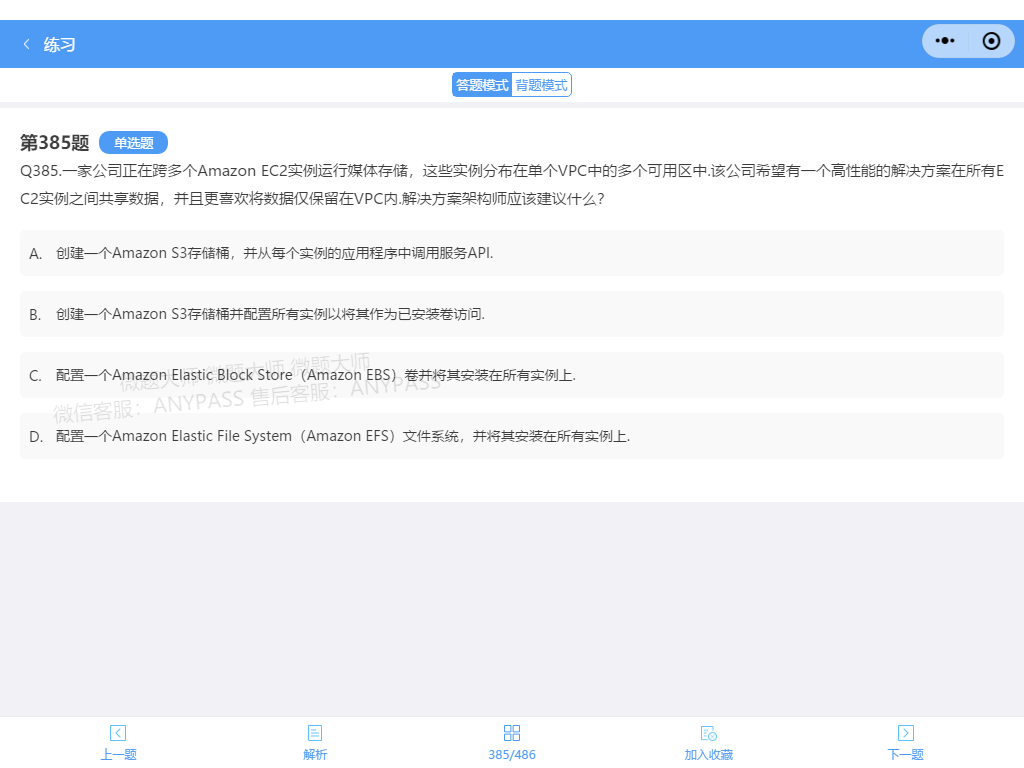 练习
答题模式 背题模式
第385题 单选题
Q385.一家公司正在跨多个Amazon EC2实例运行媒体存储，这些实例分布在单个VPC中的多个可用区中.该公司希望有一个高性能的解决方案在所有E
C2实例之间共享数据，并且更喜欢将数据仅保留在VPC内.解决方案架构师应该建议什么？
A. 创建一个Amazon S3存储桶，并从每个实例的应用程序中调用服务API.
B. 创建一个Amazon S3存储桶并配置所有实例以将其作为已安装卷访问.
微题大师 微题大师 微题大师
C. 配置一个Amazon Elastic Block Store（Amazon EBS）卷并将其安装在所有实例上.
微信客服：ANYPASS 售后客服：ANYPASS
D. 配置一个Amazon Elastic File System（Amazon EFS）文件系统，并将其安装在所有实例上.
上一题 解析 385/486 加入收藏 下一题